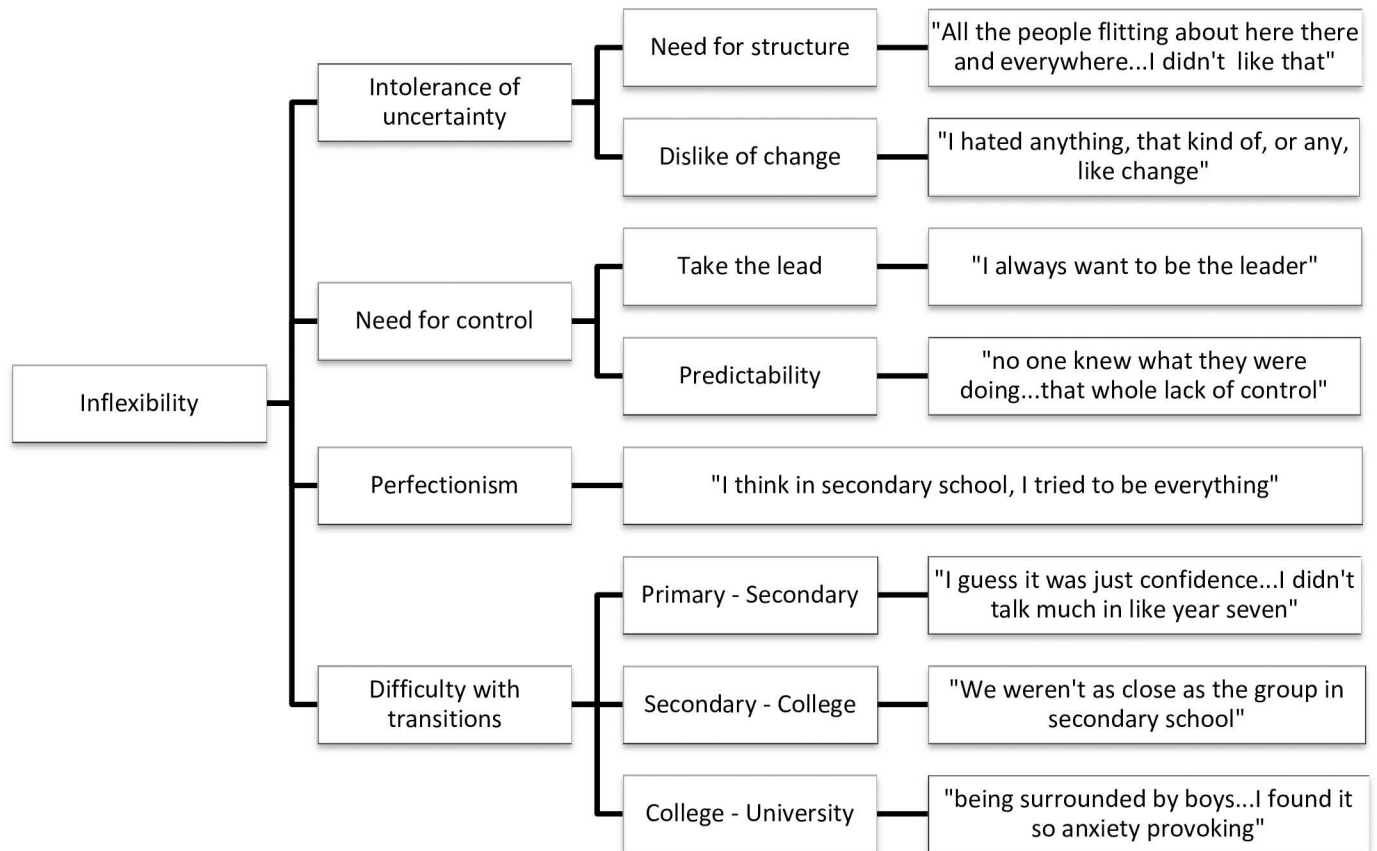 Inflexibility
Intolerance of
uncertainty
Need for structure
"All the people flitting about here there
and everywhere...I didn't like that"
Dislike of change
"I hated anything, that kind of, or any,
like change"
Need for control
Take the lead
"I always want to be the leader"
Predictability
"no one knew what they were
doing...that whole lack of control"
Perfectionism
"I think in secondary school, I tried to be everything"
Difficulty with
transitions
Primary - Secondary
"I guess it was just confidence...I didn't
talk much in like year seven"
Secondary - College
"We weren't as close as the group in
secondary school"
College - University
"being surrounded by boys...I found it
so anxiety provoking"